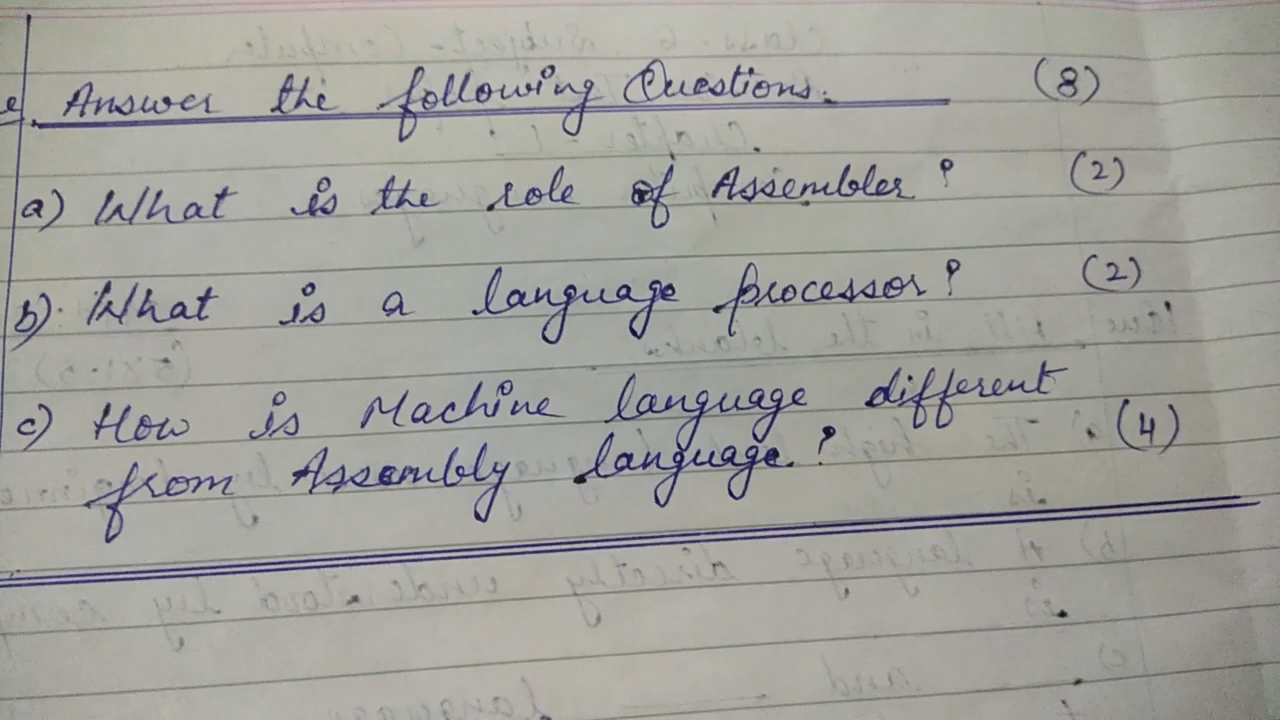 Answer the following Questions. (8)
a) What is the role of Assembler? (2)
b) What is a language processor? (2)
c) How is Machine language different
from Assembly language? (4)